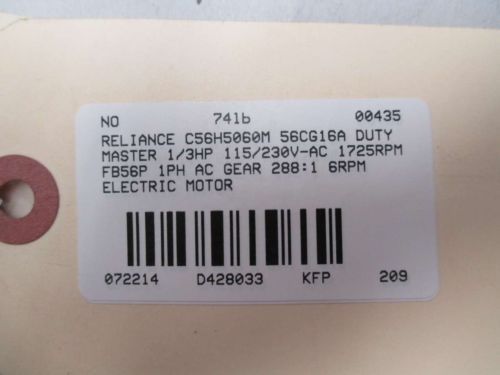 NO 741b 00435
RELIANCE C56H5060M 56CG16A DUTY
MASTER 1/3HP 115/230V-AC 1725RPM
FB56P 1PH AC GEAR 288:1 6RPM
ELECTRIC MOTOR
072214 D428033 KFP 209